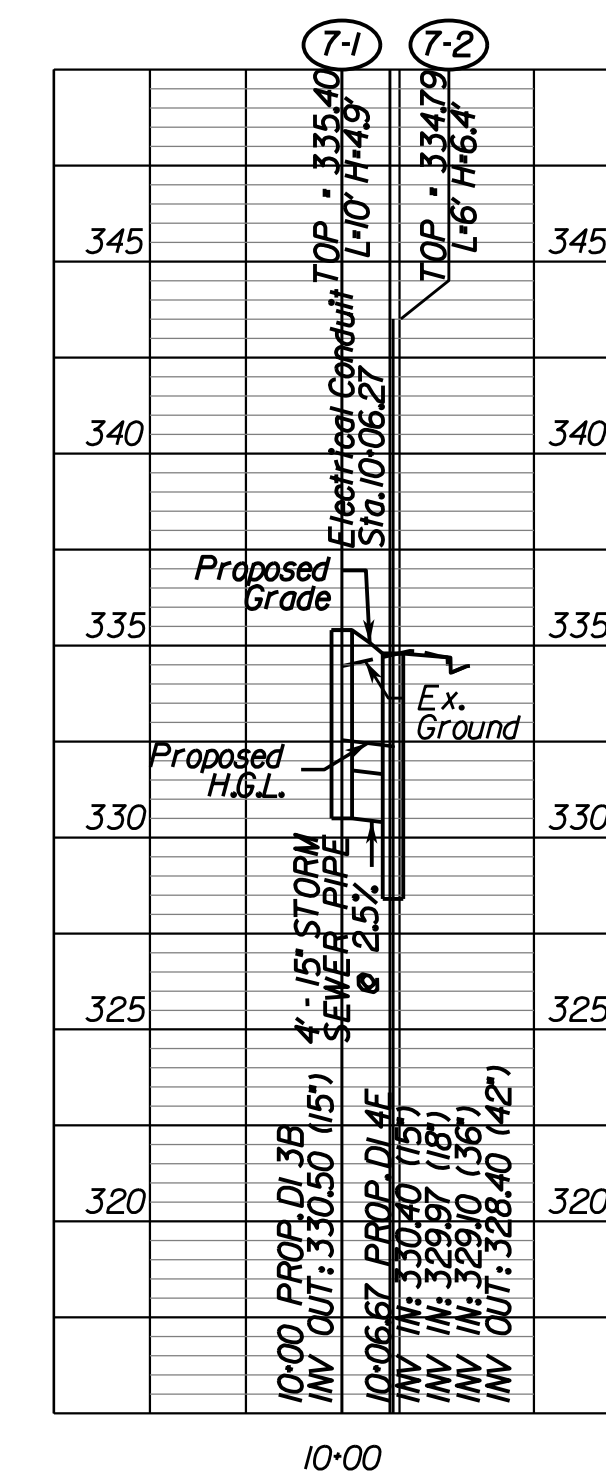 7-1
7-2
TOP = 335.40
L=10' H=4.9'
TOP = 334.79
L=6' H=6.4'
345
345
Electrical Conduit
Sta.10+06.27
340
340
Proposed
Grade
335
335
Ex.
Ground
Proposed
H.G.L.
330
330
4' - 15" STORM
SEWER PIPE
@ 2.5%
325
325
10+00 PROP. DI 3B
INV OUT: 330.50 (15")
10+06.67 PROP. DI 4E
INV IN: 330.40 (15")
INV IN: 329.97 (18")
INV IN: 329.10 (36")
INV OUT: 328.40 (42")
320
320
10+00